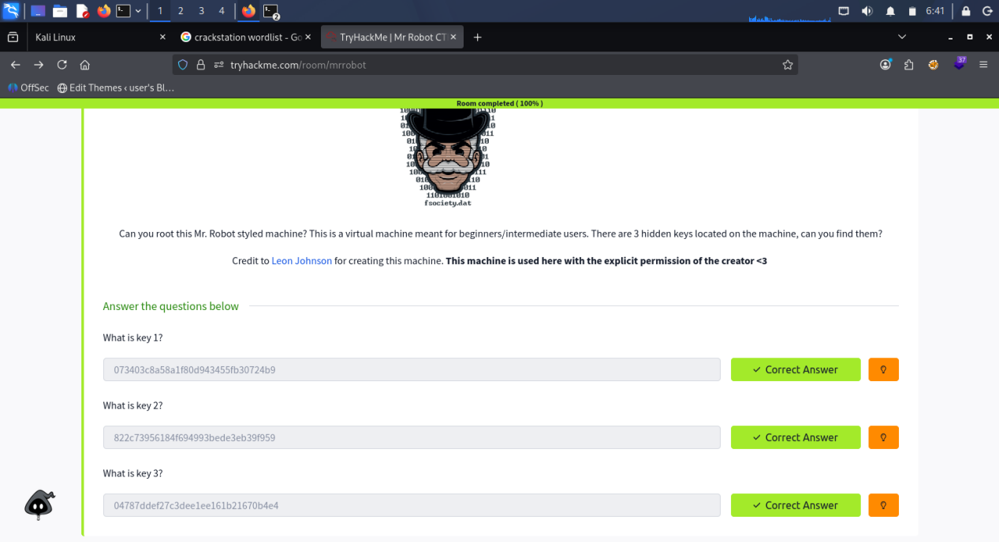 1 2 3 4 2 6:41
Kali Linux crackstation wordlist - Go TryHackMe | Mr Robot CT
tryhackme.com/room/mrrobot 37
OffSec Edit Themes ‹ user's Bl…
Room completed ( 100% )
fsociety.dat
Can you root this Mr. Robot styled machine? This is a virtual machine meant for beginners/intermediate users. There are 3 hidden keys located on the machine, can you find them?
Credit to Leon Johnson for creating this machine. This machine is used here with the explicit permission of the creator <3
Answer the questions below
What is key 1?
073403c8a58a1f80d943455fb30724b9 Correct Answer
What is key 2?
822c73956184f694993bede3eb39f959 Correct Answer
What is key 3?
04787ddef27c3dee1ee161b21670b4e4 Correct Answer